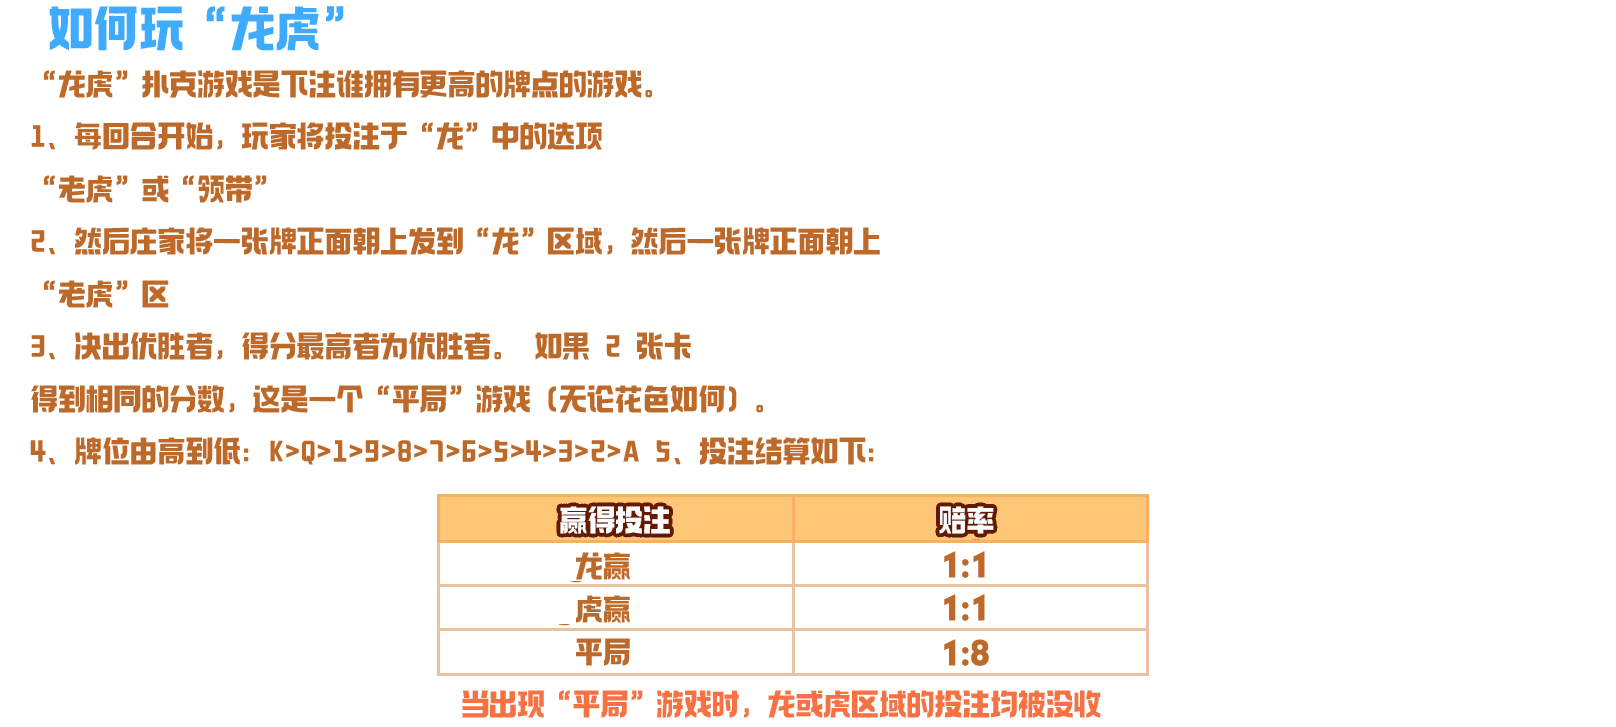 如何玩“龙虎”
“龙虎”扑克游戏是下注谁拥有更高的牌点的游戏。
1、每回合开始，玩家将投注于“龙”中的选项
“老虎”或“领带”
2、然后庄家将一张牌正面朝上发到“龙”区域，然后一张牌正面朝上
“老虎”区
3、决出优胜者，得分最高者为优胜者。 如果 2 张卡
得到相同的分数，这是一个“平局”游戏（无论花色如何）。
4、牌位由高到低：K>Q>1>9>8>7>6>5>4>3>2>A 5、投注结算如下：
赢得投注 赔率
龙赢 1:1
虎赢 1:1
平局 1:8
当出现“平局”游戏时，龙或虎区域的投注均被没收